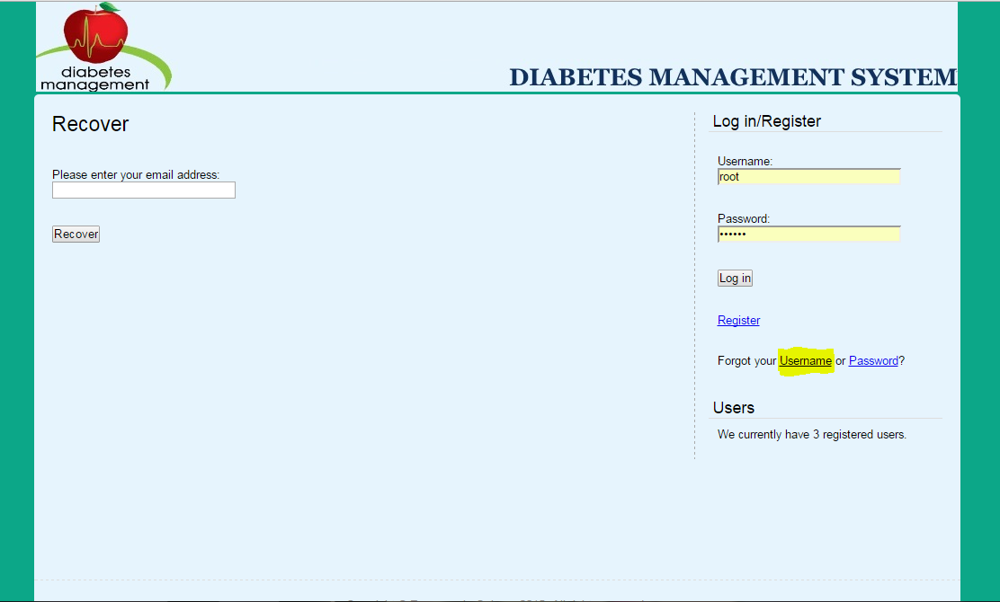 diabetes
management
DIABETES MANAGEMENT SYSTEM
Recover
Please enter your email address:
Recover
Log in/Register
Username:
root
Password:
••••••
Log in
Register
Forgot your Username or Password?
Users
We currently have 3 registered users.